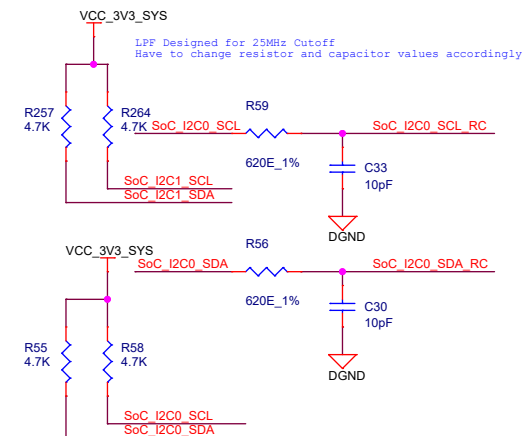 VCC_3V3_SYS
LPF Designed for 25MHz Cutoff
Have to change resistor and capacitor values accordingly
R257
4.7K
R264
4.7K
SoC_I2C0_SCL
R59
620E_1%
SoC_I2C0_SCL_RC
C33
10pF
DGND
SoC_I2C1_SCL
SoC_I2C1_SDA
VCC_3V3_SYS
SoC_I2C0_SDA
R56
620E_1%
SoC_I2C0_SDA_RC
C30
10pF
DGND
R55
4.7K
R58
4.7K
SoC_I2C0_SCL
SoC_I2C0_SDA